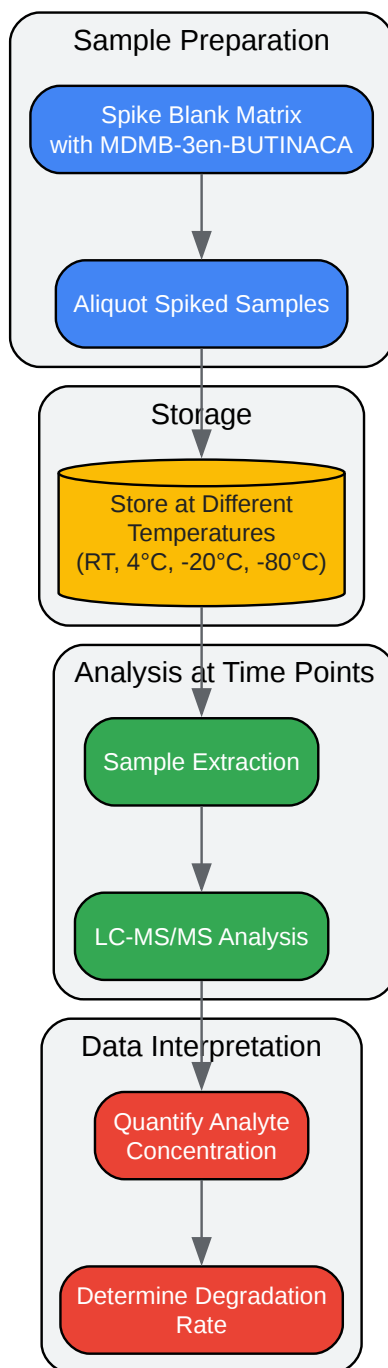 Sample Preparation
Spike Blank Matrix
with MDMB-3en-BUTINACA
Aliquot Spiked Samples
Storage
Store at Different
Temperatures
(RT, 4°C, -20°C, -80°C)
Analysis at Time Points
Sample Extraction
LC-MS/MS Analysis
Data Interpretation
Quantify Analyte
Concentration
Determine Degradation
Rate